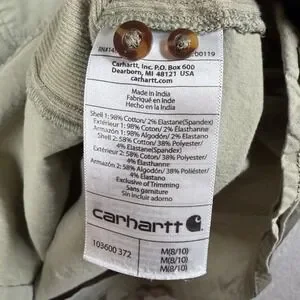 Carhartt, Inc. P.O. Box 600
Dearborn, MI 48121 USA
carhartt.com
Made in India
Fabriqué en Inde
Hecho en la India
Shell 1: 98% Cotton/ 2% Elastane(Spandex)
Extérieur 1: 98% Coton/ 2% Élasthanne
Armazón 1: 98% Algodón/ 2% Elastano
Shell 2: 58% Cotton/ 38% Polyester/
4% Elastane(Spandex)
Extérieur 2: 58% Coton/ 38% Polyester/
4% Élasthanne
Armazón 2: 58% Algodón/ 38% Poliéster/
4% Elastano
Exclusive of Trimming
Sans garniture
Sin incluir adorno
carhartt
103600 372 M(8/10)
M(8/10)
M(8/10)